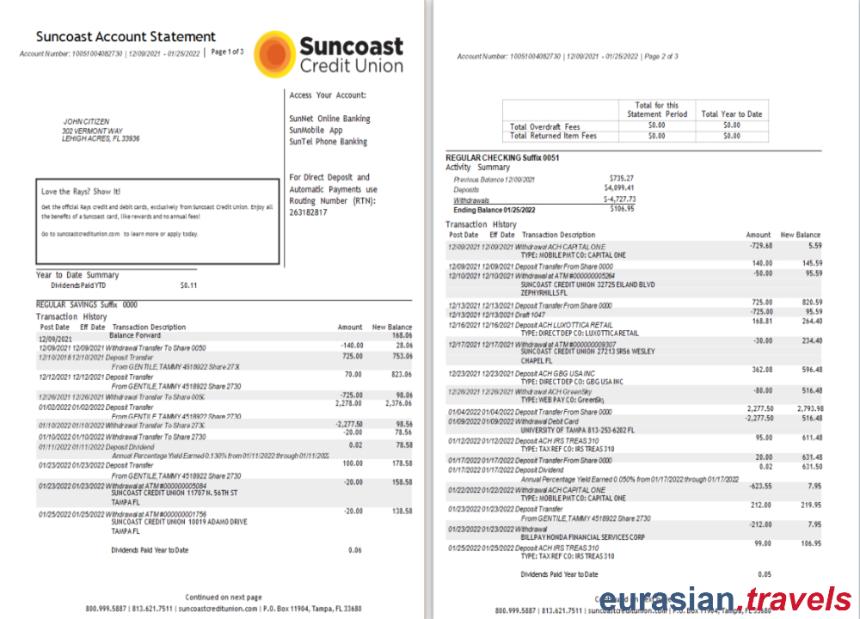 Suncoast Account Statement
Account Number: 10051004082730 | 12/09/2021 - 01/25/2022 | Page 1 of 3
Suncoast
Credit Union
Access Your Account:
JOHN CITIZEN
302 VERMONT WAY
LEHIGH ACRES, FL 33936
SunNet Online Banking
SunMobile App
SunTel Phone Banking
For Direct Deposit and
Automatic Payments use
Routing Number (RTN):
263182817
Love the Rays? Show It!
Get the official Rays credit and debit cards, exclusively from Suncoast Credit Union. Enjoy all
the benefits of a Suncoast card, like rewards and no annual fee!
Go to suncoastcreditunion.com to learn more or apply today.
Year to Date Summary
Dividends Paid YTD $0.11
REGULAR SAVINGS Suffix 0000
Transaction History
Post Date Eff Date Transaction Description Amount New Balance
12/09/2021 Balance Forward 168.06
12/09/2021 12/09/2021 Withdrawal Transfer To Share 0050 -140.00 28.06
12/10/2021 Deposit Transfer 725.00 753.06
From GENTILE, TAMMY 4518922 Share 273
12/12/2021 12/12/2021 Deposit Transfer 70.00 823.06
From GENTILE, TAMMY 4518922 Share 2730
12/26/2021 12/26/2021 Withdrawal Transfer To Share -725.00 98.06
01/02/2022 01/02/2022 Deposit Transfer 2,278.00 2,376.06
From GENTILE, TAMMY 4518922 Share 2730
01/10/2022 01/10/2022 Withdrawal Transfer To Share -2,277.50 98.56
01/10/2022 01/10/2022 Withdrawal Transfer To Share 2730 -20.00 78.56
01/11/2022 01/11/2022 Deposit Dividend 0.02 78.58
Annual Percentage Yield Earned 0.130% from 01/11/2022 through 01/11/202
01/23/2022 01/23/2022 Deposit Transfer 100.00 178.58
From GENTILE, TAMMY 4518922 Share 2730
01/23/2022 01/23/2022 Withdrawal at ATM #000000005084 -20.00 158.58
SUNCOAST CREDIT UNION 11707 N. 56TH ST
TAMPA FL
01/25/2022 01/25/2022 Withdrawal at ATM #000000001756 -20.00 138.58
SUNCOAST CREDIT UNION 10019 ADAMO DRIVE
TAMPA FL
Dividends Paid Year to Date 0.06
Continued on next page
800.999.5887 | 813.621.7511 | suncoastcreditunion.com | P.O. Box 11904, Tampa, FL 33680
Account Number: 10051004082730 | 12/09/2021 - 01/25/2022 | Page 2 of 3
Total for this
Statement Period Total Year to Date
Total Overdraft Fees $0.00 $0.00
Total Returned Item Fees $0.00 $0.00
REGULAR CHECKING Suffix 0051
Activity Summary
Previous Balance 12/09/2021 $735.27
Deposits $4,099.41
Withdrawals $-4,727.73
Ending Balance 01/25/2022 $106.95
Transaction History
Post Date Eff Date Transaction Description Amount New Balance
12/09/2021 12/09/2021 Withdrawal ACH CAPITAL ONE -729.68 5.59
TYPE: MOBILE PMT CO: CAPITAL ONE
12/09/2021 12/09/2021 Deposit Transfer From Share 0000 140.00 145.59
12/10/2021 12/10/2021 Withdrawal at ATM #000000005264 -50.00 95.59
SUNCOAST CREDIT UNION 32725 EILAND BLVD
ZEPHYRHILLS FL
12/13/2021 12/13/2021 Deposit Transfer From Share 0000 725.00 820.59
12/13/2021 12/13/2021 Draft 1047 -725.00 95.59
12/16/2021 12/16/2021 Deposit ACH LUXOTTICA RETAIL 168.81 264.40
TYPE: DIRECT DEP CO: LUXOTTICA RETAIL
12/17/2021 12/17/2021 Withdrawal at ATM #000000009307 -30.00 234.40
SUNCOAST CREDIT UNION 27213 SR56 WESLEY
CHAPEL FL
12/23/2021 12/23/2021 Deposit ACH GBG USA INC 362.08 596.48
TYPE: DIRECT DEP CO: GBG USA INC
12/26/2021 12/26/2021 Withdrawal ACH GreenSky -80.00 516.48
TYPE: WEB PAY CO: GreenSky
01/04/2022 01/04/2022 Deposit Transfer From Share 0000 2,277.50 2,793.98
01/09/2022 01/09/2022 Withdrawal Debit Card -2,277.50 516.48
UNIVERSITY OF TAMPA 813-253-6202 FL
01/12/2022 01/12/2022 Deposit ACH IRS TREAS 310 95.00 611.48
TYPE: TAX REF CO: IRS TREAS 310
01/17/2022 01/17/2022 Deposit Transfer From Share 0000 20.00 631.48
01/17/2022 01/17/2022 Deposit Dividend 0.02 631.50
Annual Percentage Yield Earned 0.050% from 01/17/2022 through 01/17/2022
01/22/2022 01/22/2022 Withdrawal ACH CAPITAL ONE -623.55 7.95
TYPE: MOBILE PMT CO: CAPITAL ONE
01/23/2022 01/23/2022 Deposit Transfer 212.00 219.95
From GENTILE, TAMMY 4518922 Share 2730
01/23/2022 01/23/2022 Withdrawal -212.00 7.95
BILLPAY HONDA FINANCIAL SERVICES CORP
01/25/2022 01/25/2022 Deposit ACH IRS TREAS 310 99.00 106.95
TYPE: TAX REF CO: IRS TREAS 310
Dividends Paid Year to Date 0.05
800.999.5887 | 813.621.7511 | suncoastcreditunion.com | P.O. Box 11904, Tampa, FL 33680
eurasian.travels